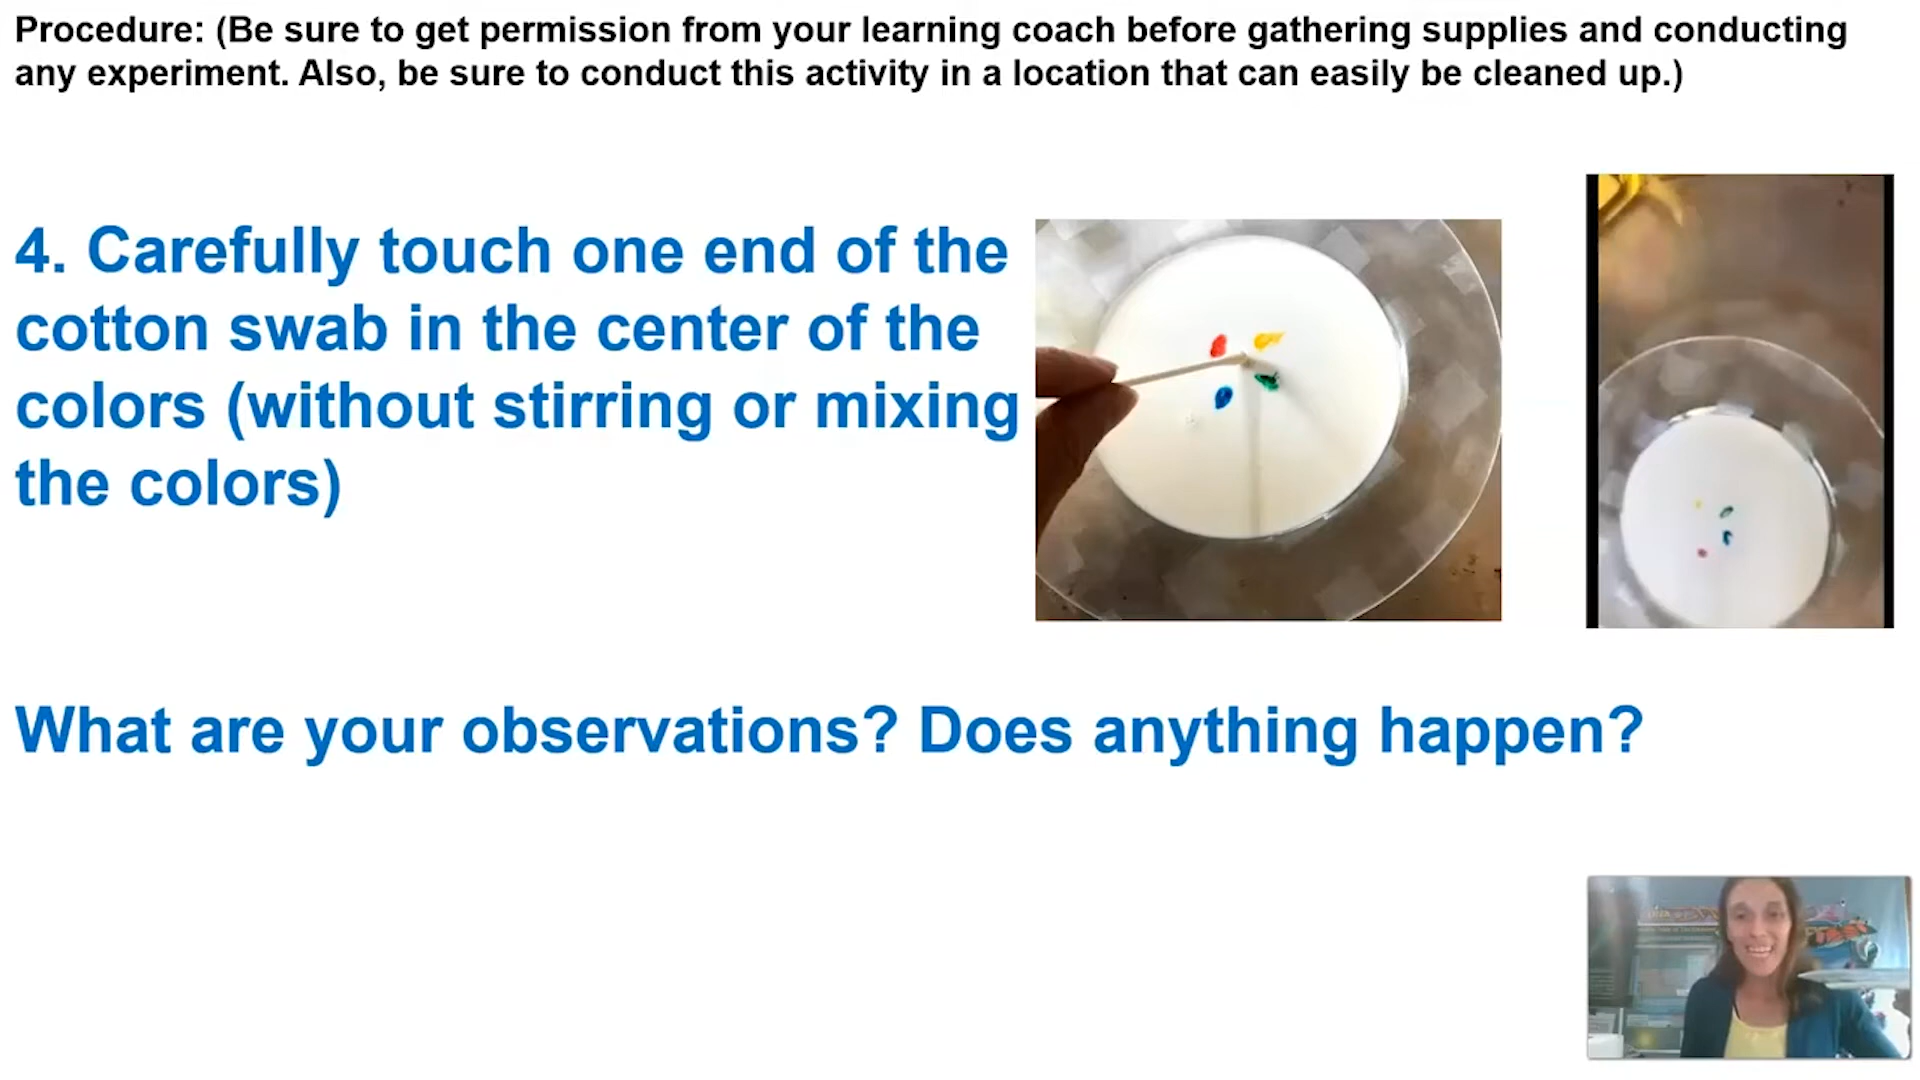 Procedure: (Be sure to get permission from your learning coach before gathering supplies and conducting
any experiment. Also, be sure to conduct this activity in a location that can easily be cleaned up.)
4. Carefully touch one end of the
cotton swab in the center of the
colors (without stirring or mixing
the colors)
What are your observations? Does anything happen?